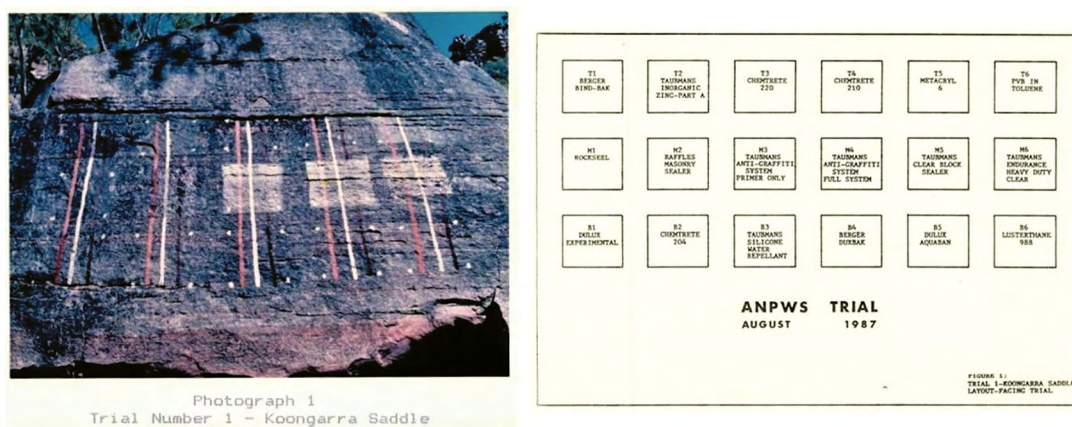 Photograph 1
Trial Number 1 - Koongarra Saddle
T1
BERGER
BIND-BAK
T2
TAUBMANS
INORGANIC
ZINC-PART A
T3
CHEMTRETE
220
T4
CHEMTRETE
210
T5
METACRYL
6
T6
PVB IN
TOLUENE
M1
ROCKSEEL
M2
RAFFLES
MASONRY
SEALER
M3
TAUBMANS
ANTI-GRAFFITI
SYSTEM
PRIMER ONLY
M4
TAUBMANS
ANTI-GRAFFITI
SYSTEM
FULL SYSTEM
M5
TAUBMANS
CLEAR BLOCK
SEALER
M6
TAUBMANS
ENDURANCE
HEAVY DUTY
CLEAR
B1
DULUX
EXPERIMENTAL
B2
CHEMTRETE
204
B3
TAUBMANS
SILICONE
WATER
REPELLANT
B4
BERGER
DUXBAK
B5
DULUX
AQUABAN
B6
LUSTERTHANE
988
ANPWS TRIAL
AUGUST 1987
FIGURE 1:
TRIAL 1-KOONGARRA SADDLE
LAYOUT-FACING TRIAL